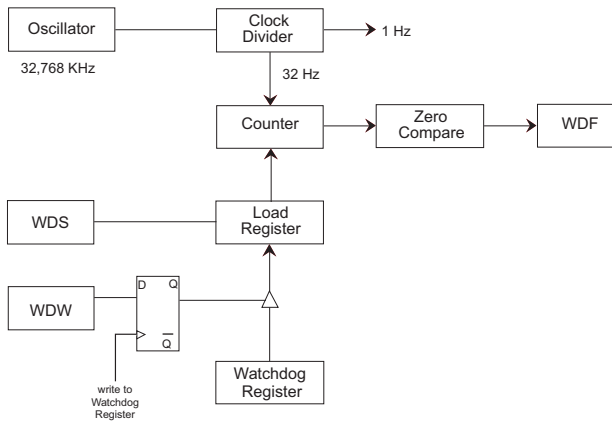 Oscillator
Clock
Divider
1 Hz
32,768 KHz
32 Hz
Counter
Zero
Compare
WDF
WDS
Load
Register
D Q
WDW
Q
Watchdog
Register
write to
Watchdog
Register